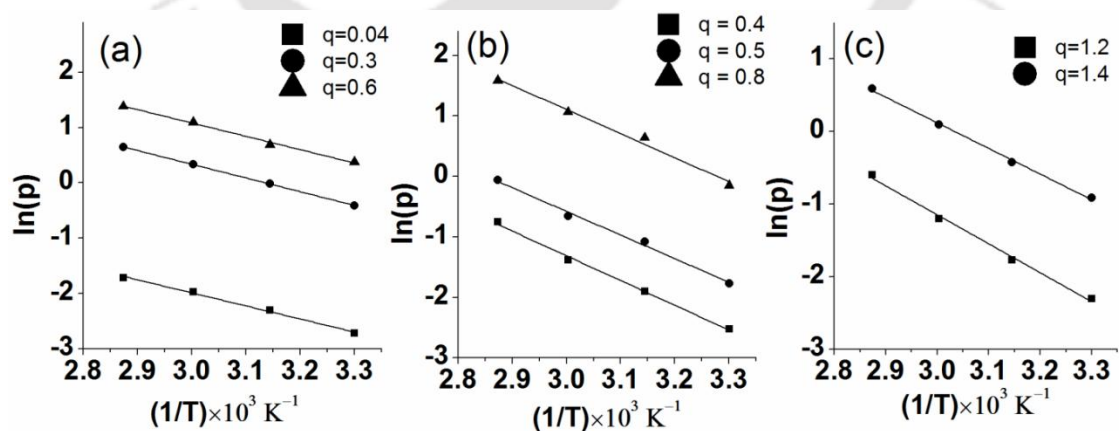 (a)
q=0.04
q=0.3
q=0.6
ln(p)
2
1
0
-1
-2
-3
2.8 2.9 3.0 3.1 3.2 3.3
(1/T)×10³ K⁻¹
(b)
q = 0.4
q = 0.5
q = 0.8
ln(p)
2
1
0
-1
-2
-3
2.8 2.9 3.0 3.1 3.2 3.3
(1/T)×10³ K⁻¹
(c)
q=1.2
q=1.4
ln(p)
1
0
-1
-2
-3
2.8 2.9 3.0 3.1 3.2 3.3
(1/T)×10³ K⁻¹